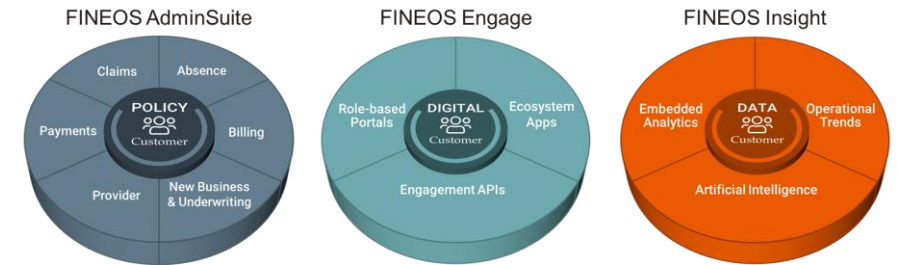 FINEOS AdminSuite
Claims
Absence
Payments
POLICY
Customer
Billing
Provider
New Business
& Underwriting
FINEOS Engage
Role-based
Portals
DIGITAL
Customer
Ecosystem
Apps
Engagement APIs
FINEOS Insight
Embedded
Analytics
DATA
Customer
Operational
Trends
Artificial Intelligence